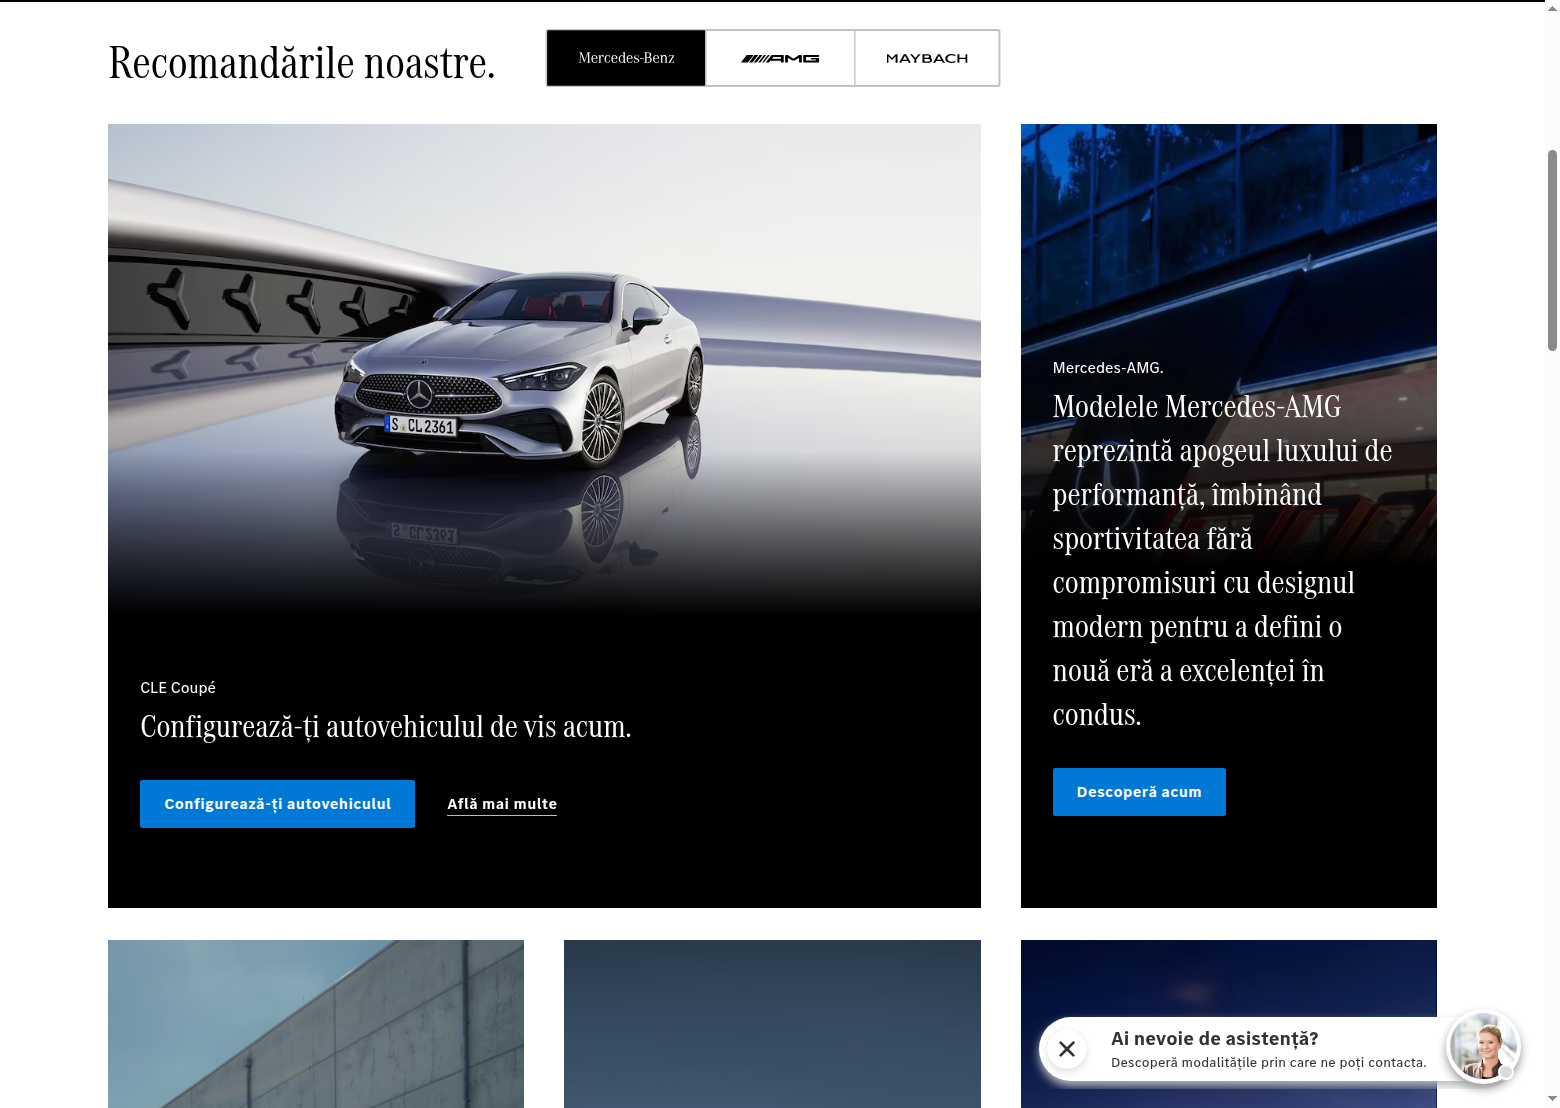 Recomandările noastre.
Mercedes-Benz
AMG
MAYBACH
S CL 2361
CLE Coupé
Configurează-ți autovehiculul de vis acum.
Configurează-ți autovehiculul
Află mai multe
Mercedes-AMG.
Modelele Mercedes-AMG
reprezintă apogeul luxului de
performanță, îmbinând
sportivitatea fără
compromisuri cu designul
modern pentru a defini o
nouă eră a excelenței în
condus.
Descoperă acum
Ai nevoie de asistență?
Descoperă modalitățile prin care ne poți contacta.